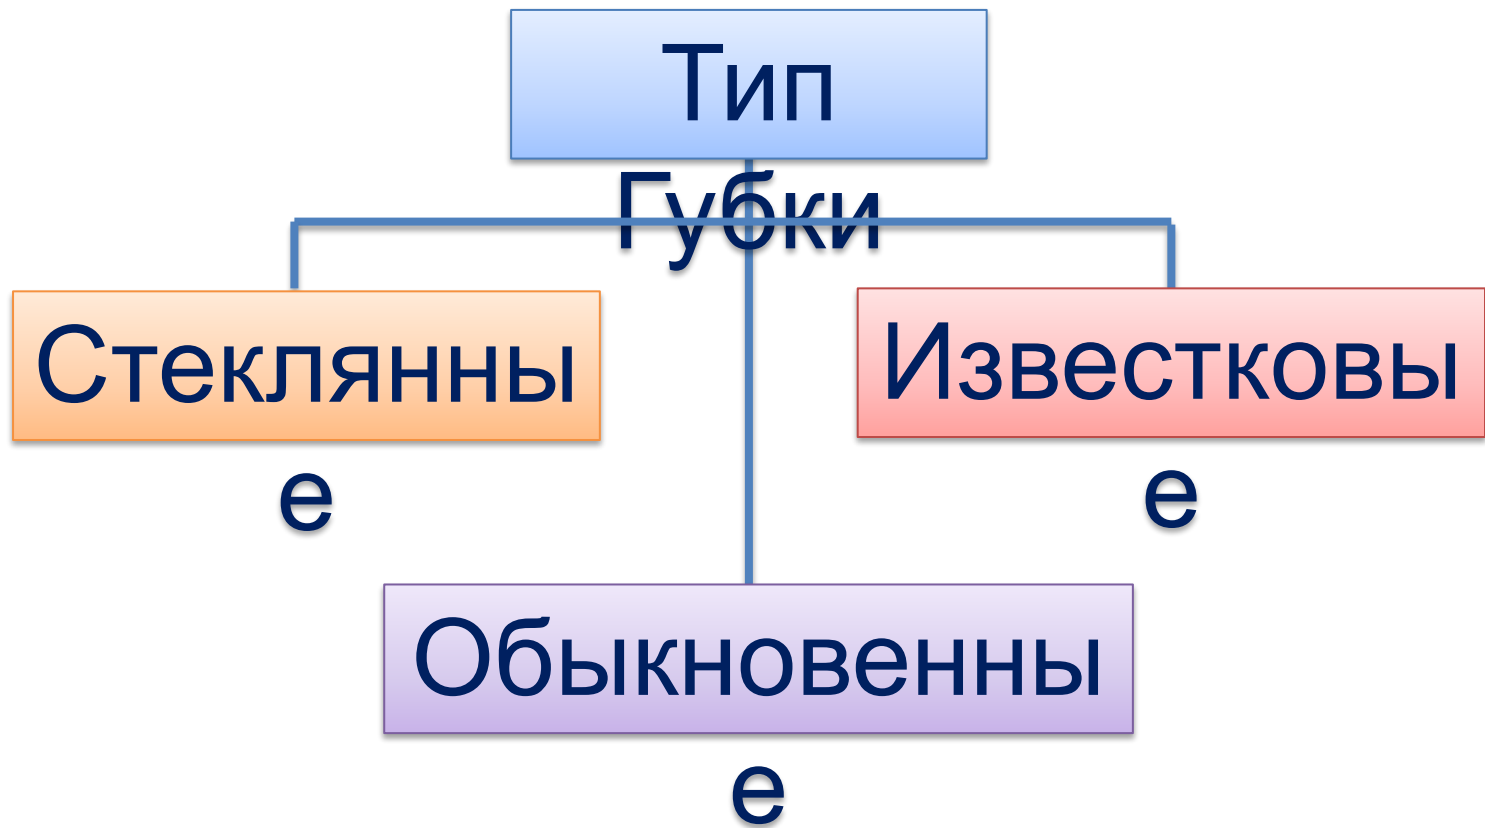 Тип
Губки
Стеклянны
е
Известковы
е
Обыкновенны
е